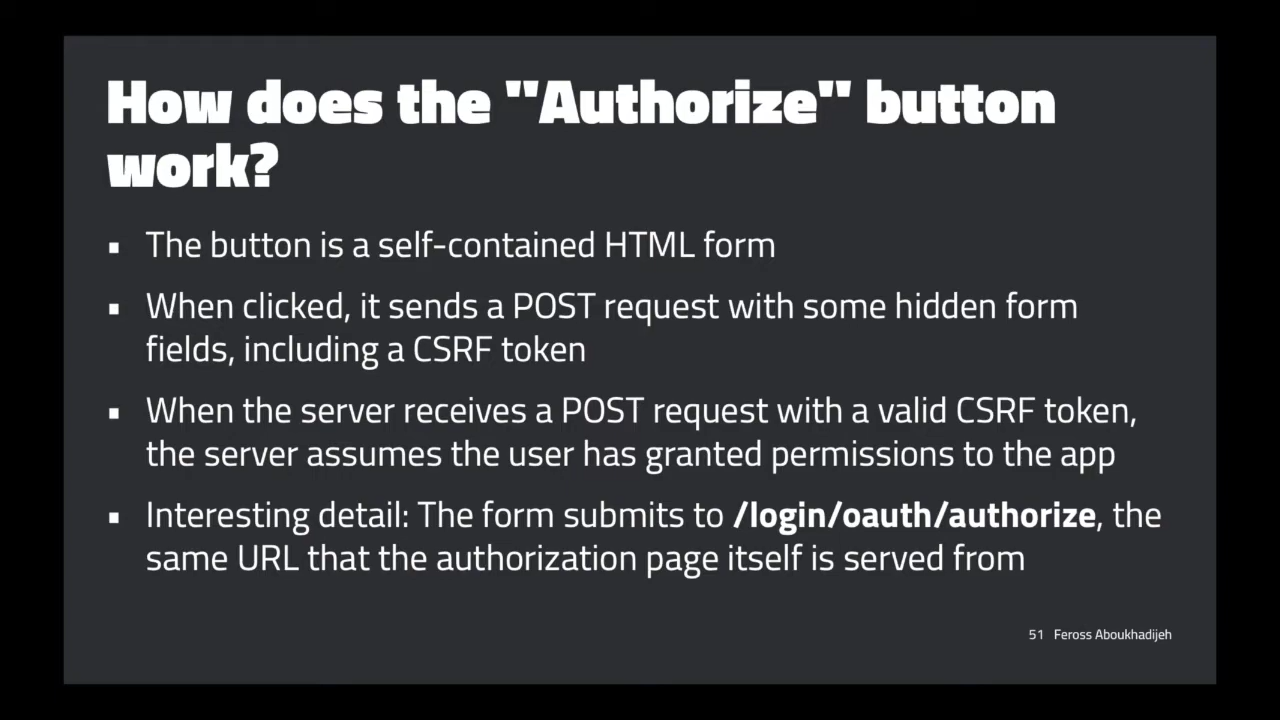 How does the "Authorize" button
work?
▪ The button is a self-contained HTML form
▪ When clicked, it sends a POST request with some hidden form
fields, including a CSRF token
▪ When the server receives a POST request with a valid CSRF token,
the server assumes the user has granted permissions to the app
▪ Interesting detail: The form submits to /login/oauth/authorize, the
same URL that the authorization page itself is served from
51 Feross Aboukhadijeh